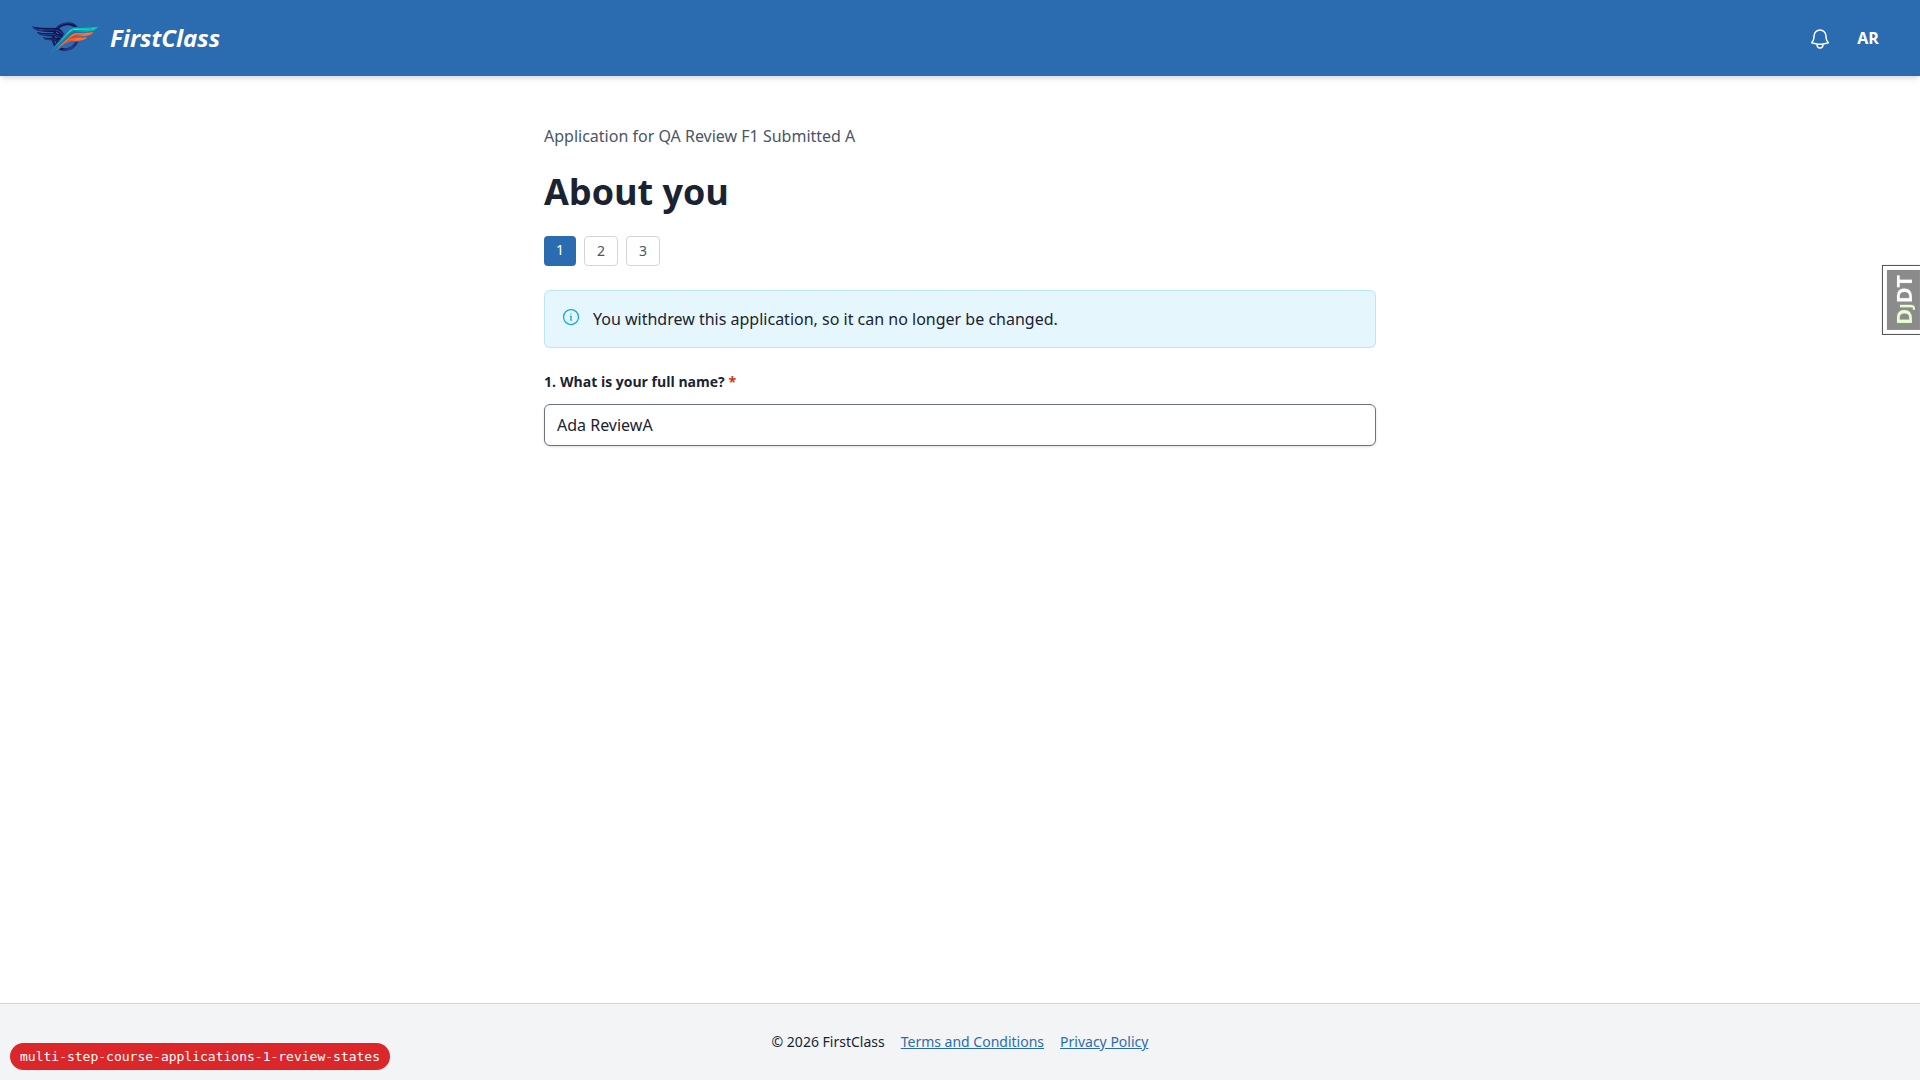 FirstClass
AR
Application for QA Review F1 Submitted A
About you
1 2 3
You withdrew this application, so it can no longer be changed.
1. What is your full name? *
Ada ReviewA
DJDT
© 2026 FirstClass Terms and Conditions Privacy Policy
multi-step-course-applications-1-review-states